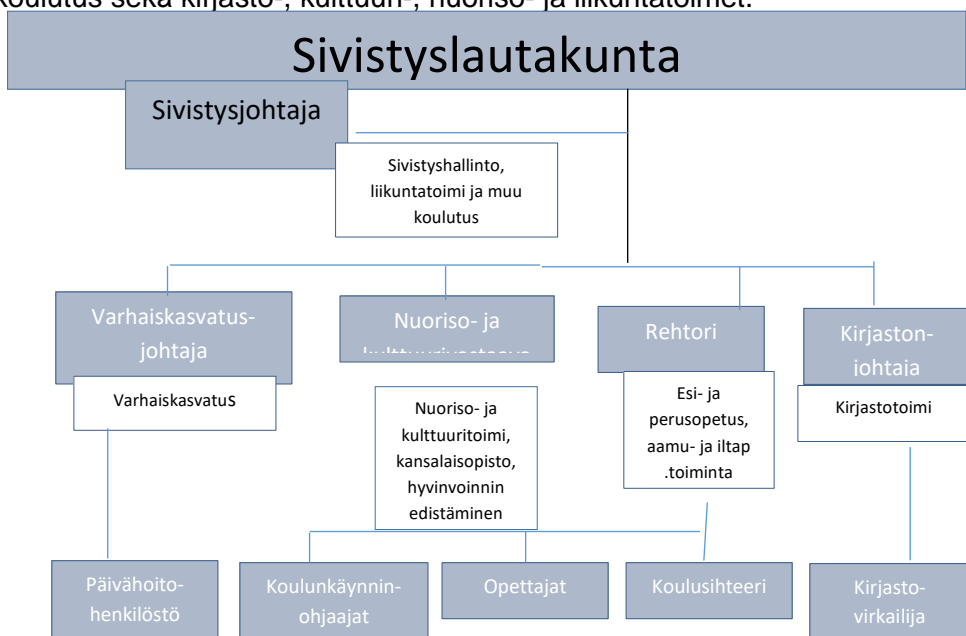 koulutus sekä kirjasto-, kulttuuri-, nuoriso- ja liikuntatoimet.
Sivistyslautakunta
Sivistysjohtaja
Sivistyshallinto,
liikuntatoimi ja muu
koulutus
Varhaiskasvatus-
johtaja
Nuoriso- ja
kulttuurivastaava
Rehtori
Kirjaston-
johtaja
Varhaiskasvatus
Nuoriso- ja
kulttuuritoimi,
kansalaisopisto,
hyvinvoinnin
edistäminen
Esi- ja
perusopetus,
aamu- ja iltap
.toiminta
Kirjastotoimi
Päivähoito-
henkilöstö
Koulunkäynnin-
ohjaajat
Opettajat
Koulusihteeri
Kirjasto-
virkailija